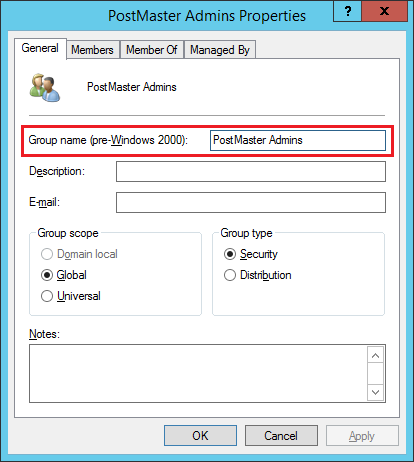 PostMaster Admins Properties
? X
General Members Member Of Managed By
PostMaster Admins
Group name (pre-Windows 2000): PostMaster Admins
Description:
E-mail:
Group scope
Domain local
Global
Universal
Group type
Security
Distribution
Notes:
OK Cancel Apply